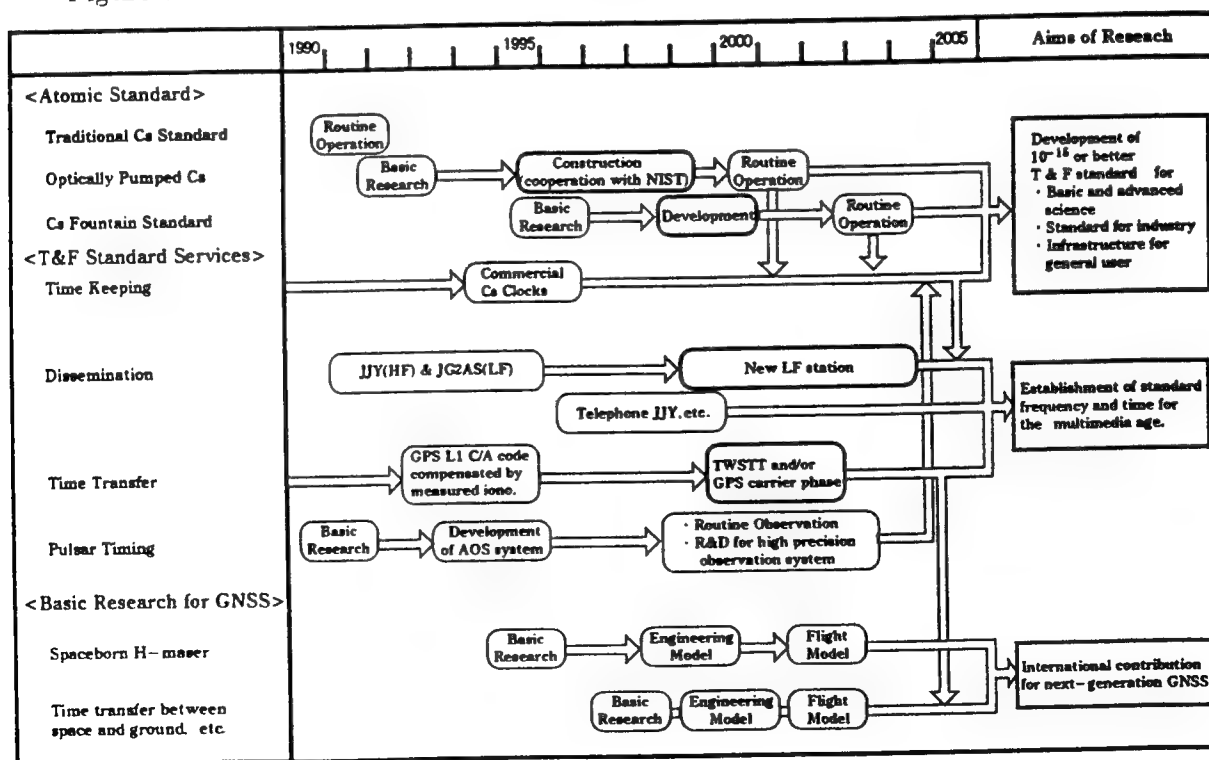 1990 1995 2000 2005 Aims of Reseach
<Atomic Standard>
Traditional Cs Standard
Routine
Operation
Optically Pumped Cs
Basic
Research
Construction
(cooperation with NIST)
Routine
Operation
Cs Fountain Standard
Basic
Research
Development
Routine
Operation
Development of
10⁻¹⁵ or better
T & F standard for
· Basic and advanced
science
· Standard for industry
· Infrastructure for
general user
<T&F Standard Services>
Time Keeping
Commercial
Cs Clocks
Dissemination
JJY(HF) & JG2AS(LF)
New LF station
Telephone JJY, etc.
Establishment of standard
frequency and time for
the multimedia age.
Time Transfer
GPS L1 C/A code
compensated by
measured iono.
TWSTT and/or
GPS carrier phase
Pulsar Timing
Basic
Research
Development
of AOS system
· Routine Observation
· R&D for high precision
observation system
<Basic Research for GNSS>
Spaceborn H-maser
Basic
Research
Engineering
Model
Flight
Model
Time transfer between
space and ground. etc.
Basic
Research
Engineering
Model
Flight
Model
International contribution
for next-generation GNSS